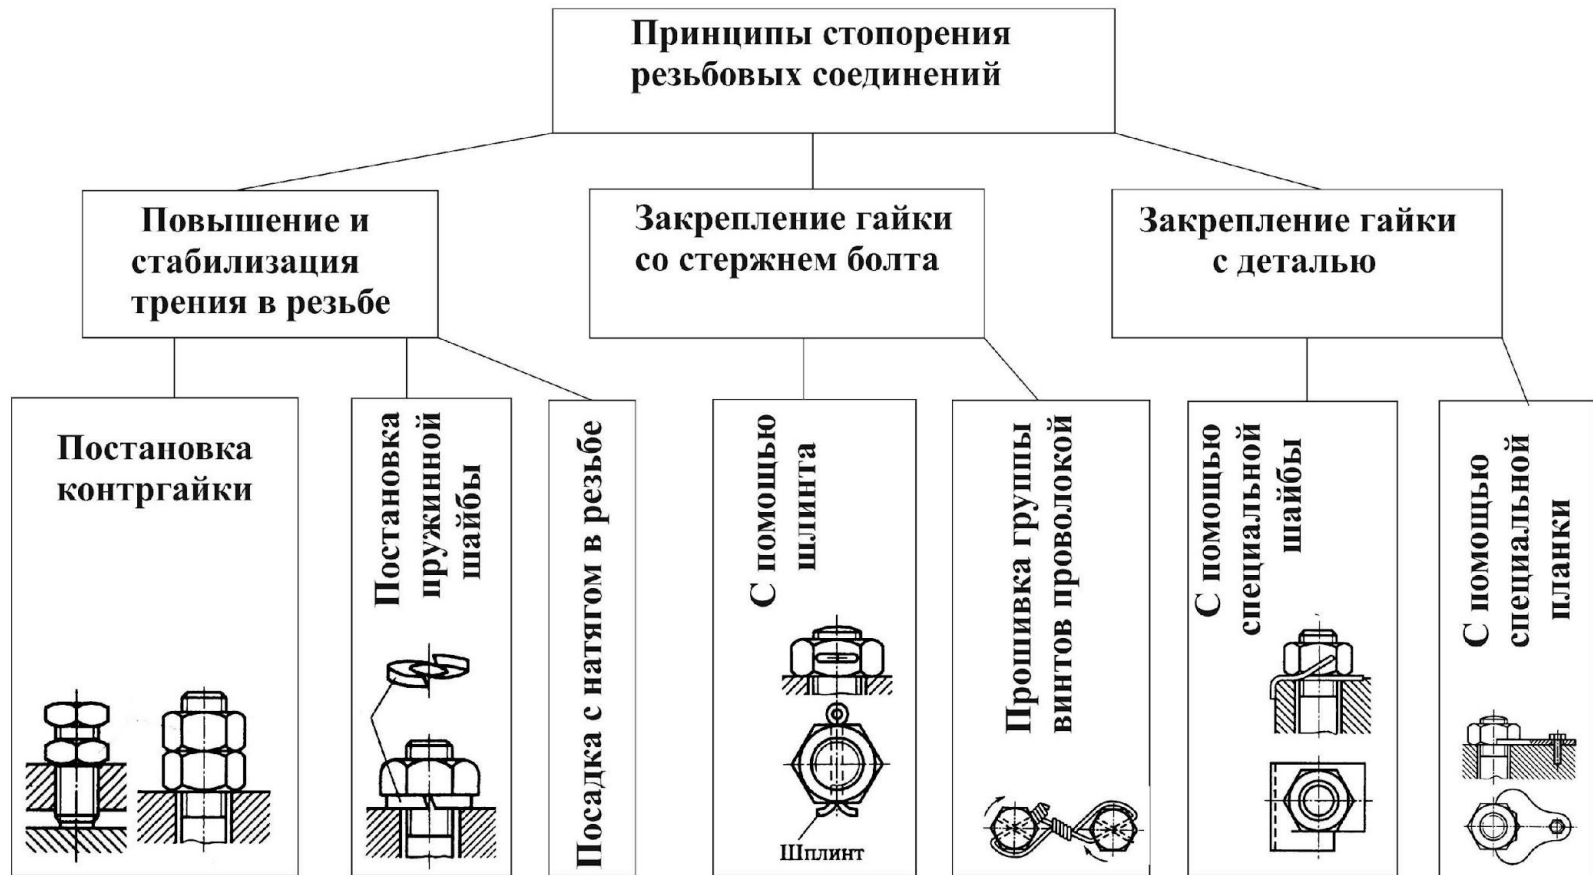 Принципы стопорения
резьбовых соединений
Повышение и
стабилизация
трения в резьбе
Закрепление гайки
со стержнем болта
Закрепление гайки
с деталью
Постановка
контргайки
Постановка
пружинной
шайбы
Посадка с натягом в резьбе
С помощью
шлинта
Шплинт
Прошивка группы
винтов проволокой
С помощью
специальной
шайбы
С помощью
специальной
планки